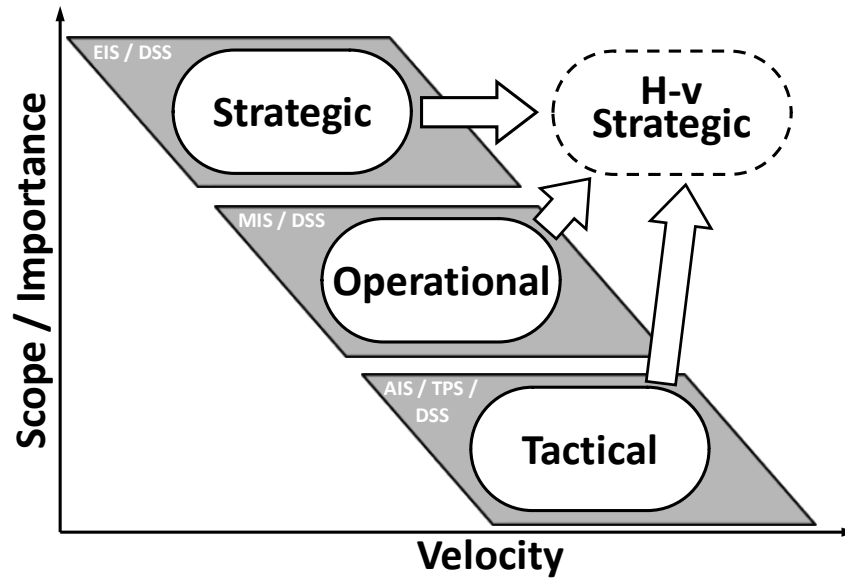 Scope / Importance
EIS / DSS
Strategic
H-v
Strategic
MIS / DSS
Operational
AIS / TPS /
DSS
Tactical
Velocity